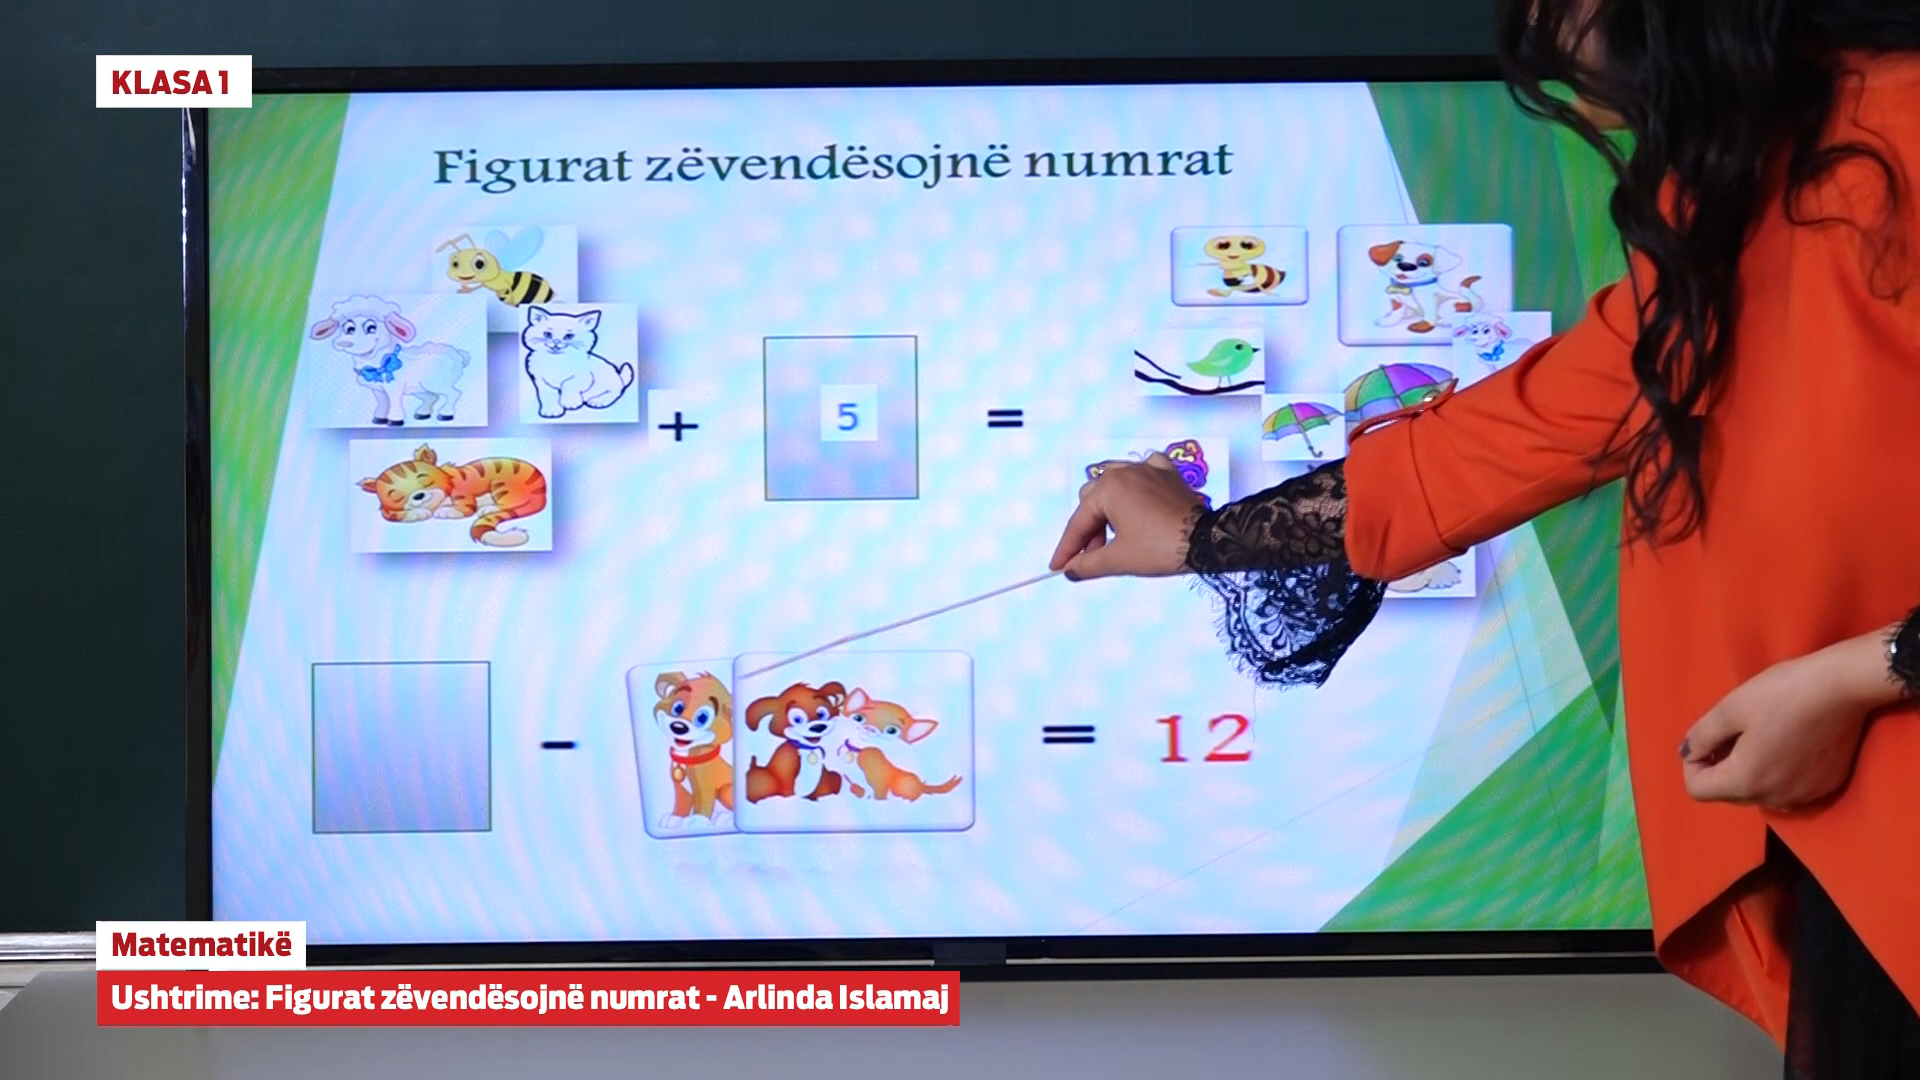 KLASA 1
Figurat zëvendësojnë numrat
+ 5 =
- = 12
Matematikë
Ushtrime: Figurat zëvendësojnë numrat - Arlinda Islamaj